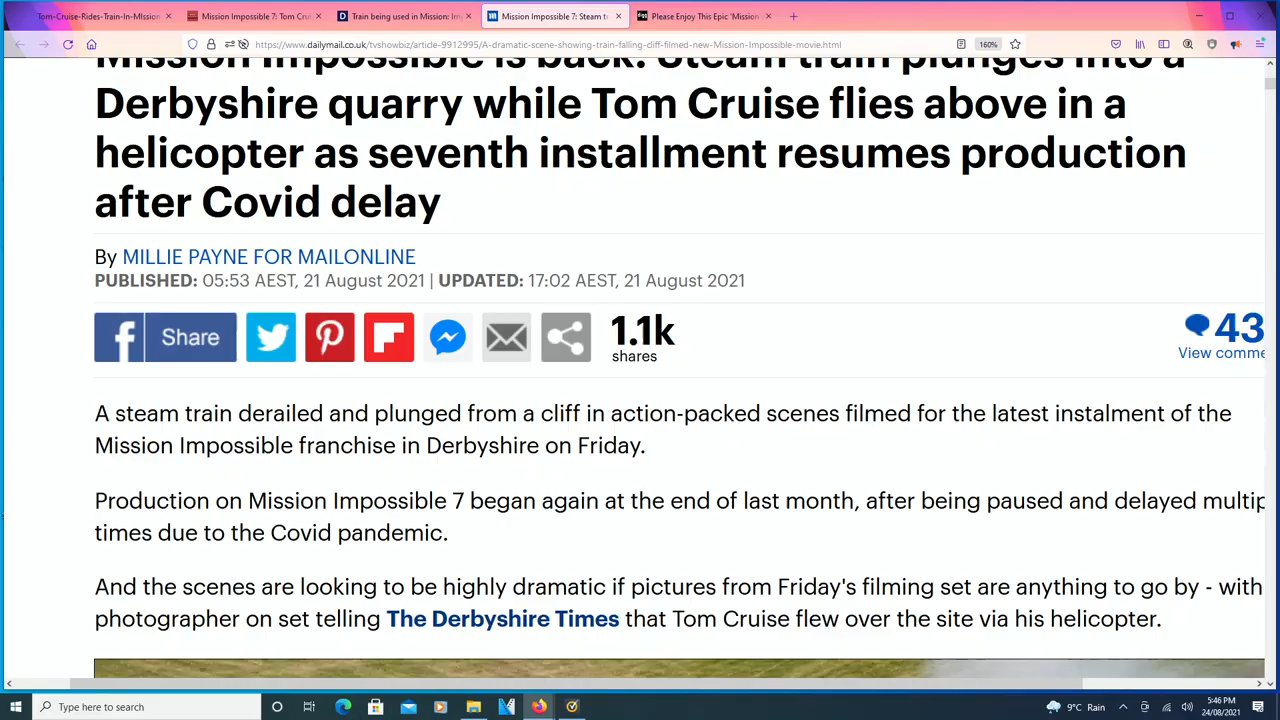 Tom-Cruise-Rides-Train-In-MIssion
Mission Impossible 7: Tom Crui
Train being used in Mission: Im
Mission Impossible 7: Steam tr
Please Enjoy This Epic 'Mission
https://www.dailymail.co.uk/tvshowbiz/article-9912995/A-dramatic-scene-showing-train-falling-cliff-filmed-new-Mission-Impossible-movie.html
160%
Mission Impossible is back! Steam train plunges into a
Derbyshire quarry while Tom Cruise flies above in a
helicopter as seventh installment resumes production
after Covid delay
By MILLIE PAYNE FOR MAILONLINE
PUBLISHED: 05:53 AEST, 21 August 2021 | UPDATED: 17:02 AEST, 21 August 2021
f Share
1.1k
shares
43
View comme
A steam train derailed and plunged from a cliff in action-packed scenes filmed for the latest instalment of the
Mission Impossible franchise in Derbyshire on Friday.
Production on Mission Impossible 7 began again at the end of last month, after being paused and delayed multip
times due to the Covid pandemic.
And the scenes are looking to be highly dramatic if pictures from Friday's filming set are anything to go by - with
photographer on set telling The Derbyshire Times that Tom Cruise flew over the site via his helicopter.
Type here to search
9°C Rain
5:46 PM
24/08/2021